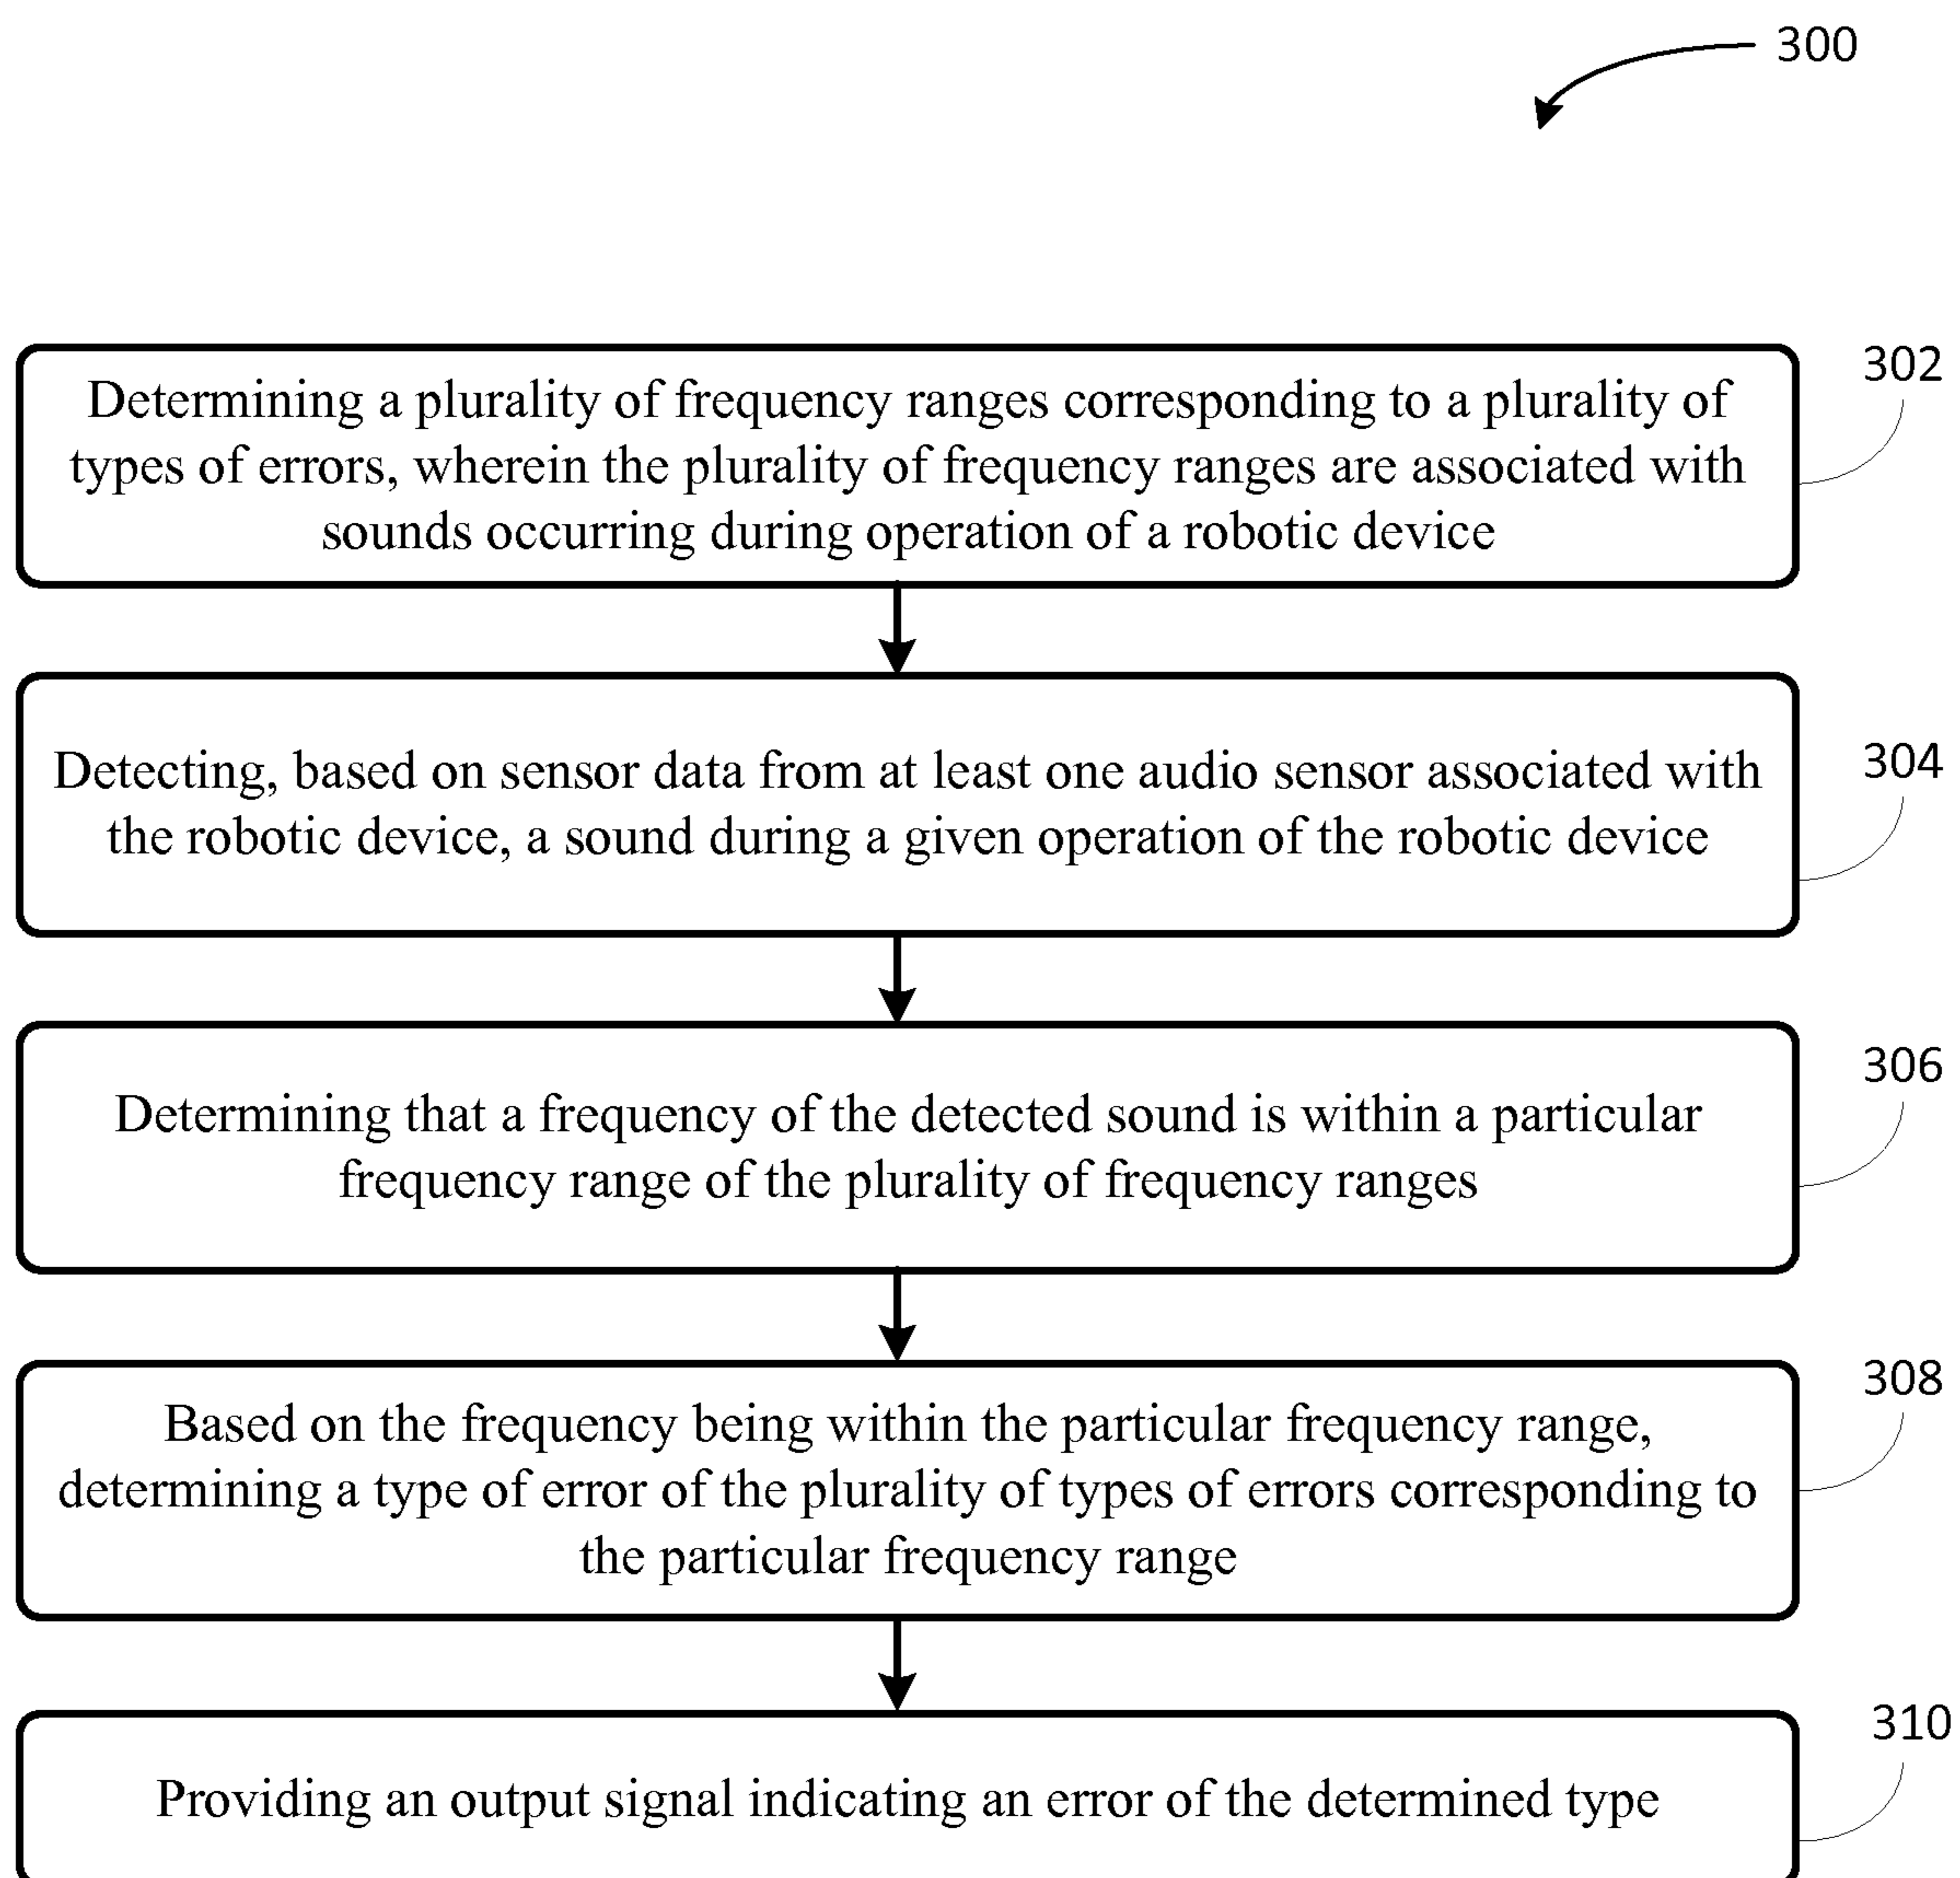 300
302
Determining a plurality of frequency ranges corresponding to a plurality of
types of errors, wherein the plurality of frequency ranges are associated with
sounds occurring during operation of a robotic device
304
Detecting, based on sensor data from at least one audio sensor associated with
the robotic device, a sound during a given operation of the robotic device
306
Determining that a frequency of the detected sound is within a particular
frequency range of the plurality of frequency ranges
308
Based on the frequency being within the particular frequency range,
determining a type of error of the plurality of types of errors corresponding to
the particular frequency range
310
Providing an output signal indicating an error of the determined type